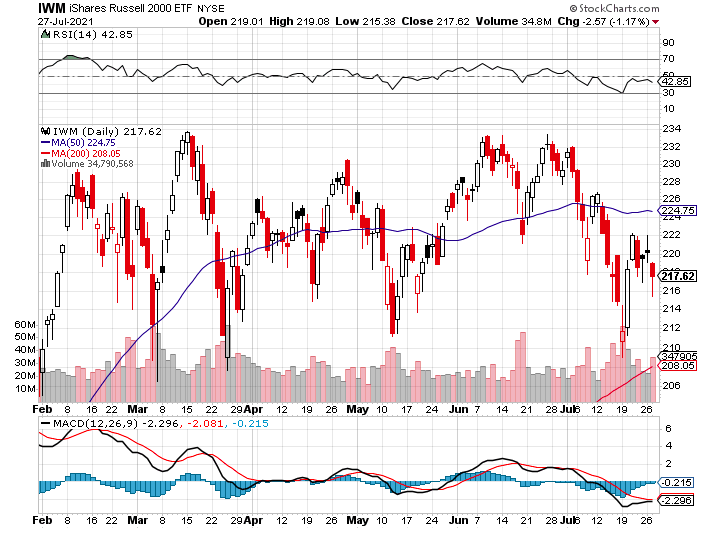 IWM iShares Russell 2000 ETF NYSE © StockCharts.com
27-Jul-2021 Open 219.01 High 219.08 Low 215.38 Close 217.62 Volume 34.8M Chg -2.57 (-1.17%)
RSI(14) 42.85
90
70
50
42.85
30
10
IWM (Daily) 217.62
MA(50) 224.75
MA(200) 208.05
Volume 34,790,568
234
232
230
228
226
224.75
224
222
220
218
217.62
216
214
212
210
347905
208.05
206
60M
50M
40M
30M
20M
10M
Feb 8 16 22 Mar 8 15 22 29 Apr 12 19 26 May 10 17 24 Jun 7 14 21 28 Jul 6 12 19 26
MACD(12,26,9) -2.296, -2.081, -0.215
6
4
2
-0.215
-2.296
Feb 8 16 22 Mar 8 15 22 29 Apr 12 19 26 May 10 17 24 Jun 7 14 21 28 Jul 6 12 19 26